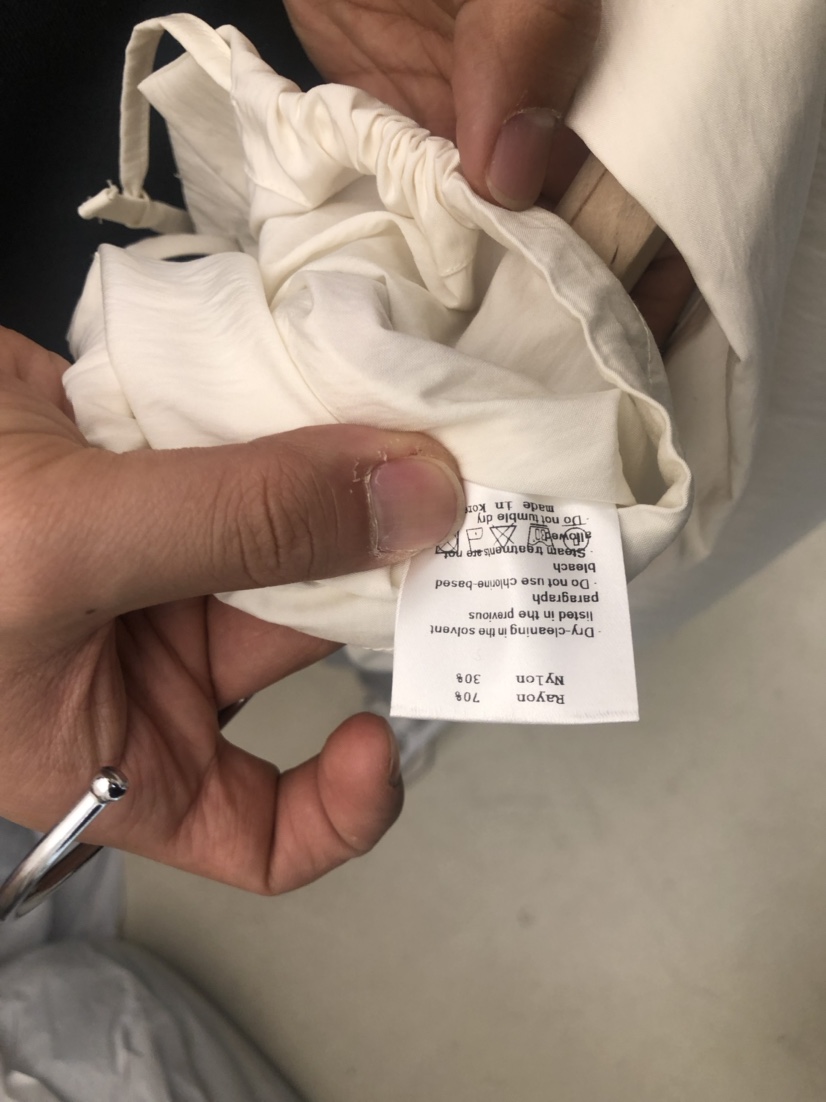 Rayon 70%
Nylon 30%
· Dry-cleaning in the solvent
listed in the previous
paragraph
· Do not use chlorine-based
bleach
· Steam treatments are not
allowed
· Do not tumble dry
made in